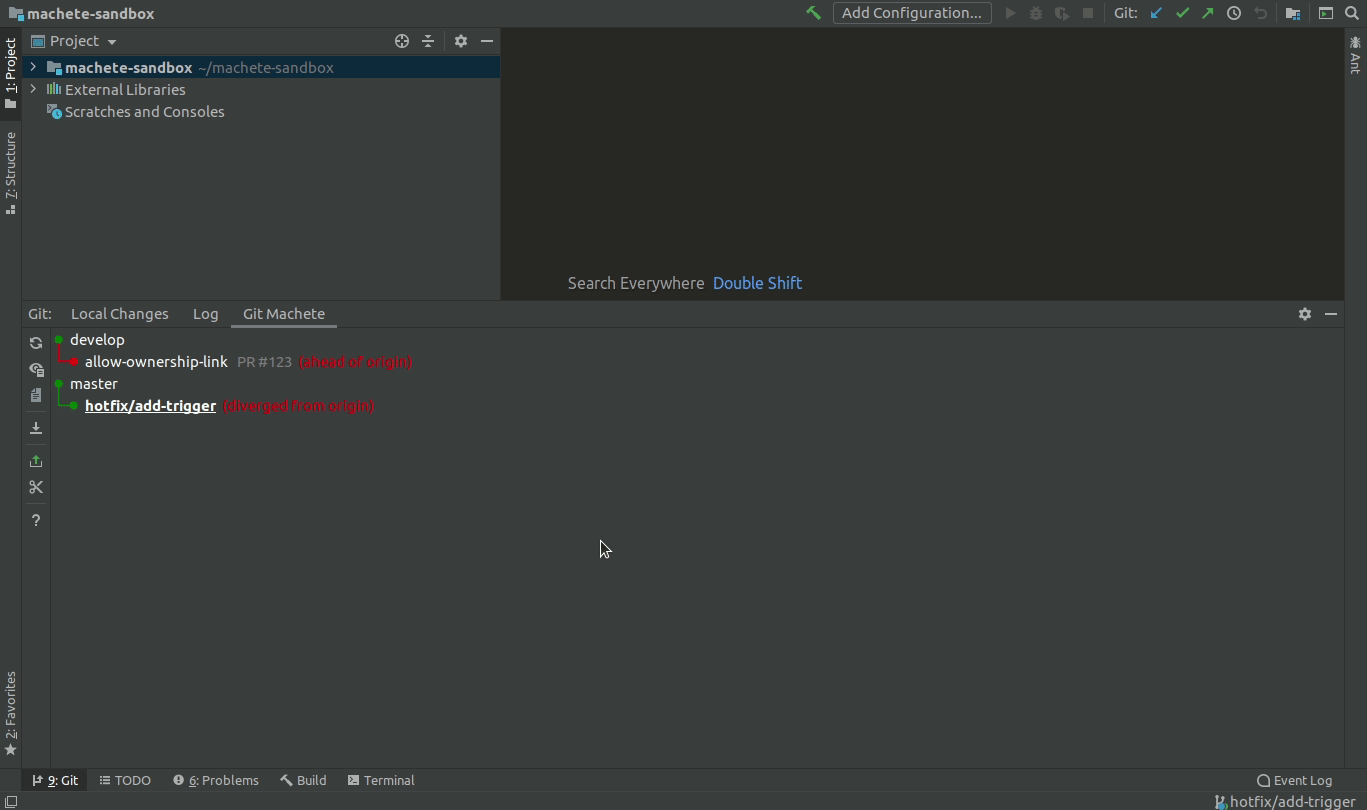 machete-sandbox
Add Configuration...
Git:
Project
1: Project
machete-sandbox ~/machete-sandbox
External Libraries
Scratches and Consoles
7: Structure
Ant
Search Everywhere Double Shift
Git: Local Changes Log Git Machete
develop
allow-ownership-link PR #123 (ahead of origin)
master
hotfix/add-trigger (diverged from origin)
?
2: Favorites
9: Git TODO 6: Problems Build Terminal Event Log
hotfix/add-trigger